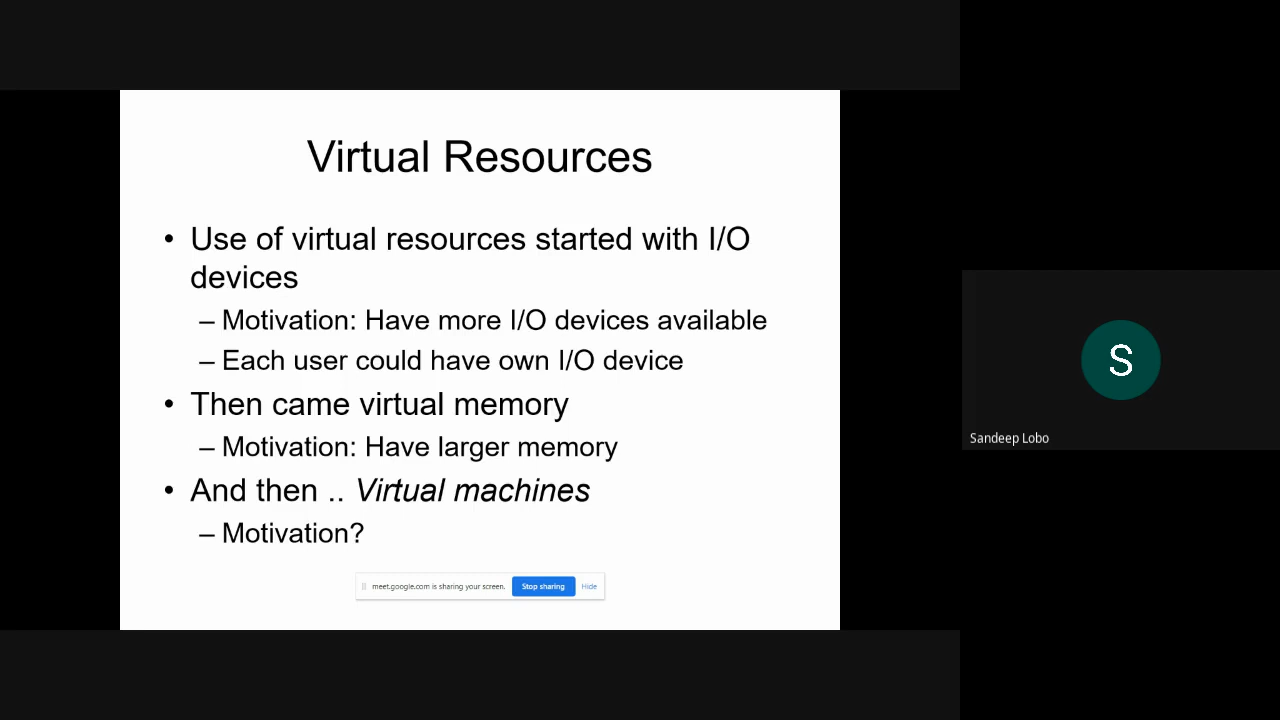 Virtual Resources
• Use of virtual resources started with I/O
devices
– Motivation: Have more I/O devices available
– Each user could have own I/O device
• Then came virtual memory
– Motivation: Have larger memory
• And then .. Virtual machines
– Motivation?
meet.google.com is sharing your screen. Stop sharing Hide
S
Sandeep Lobo